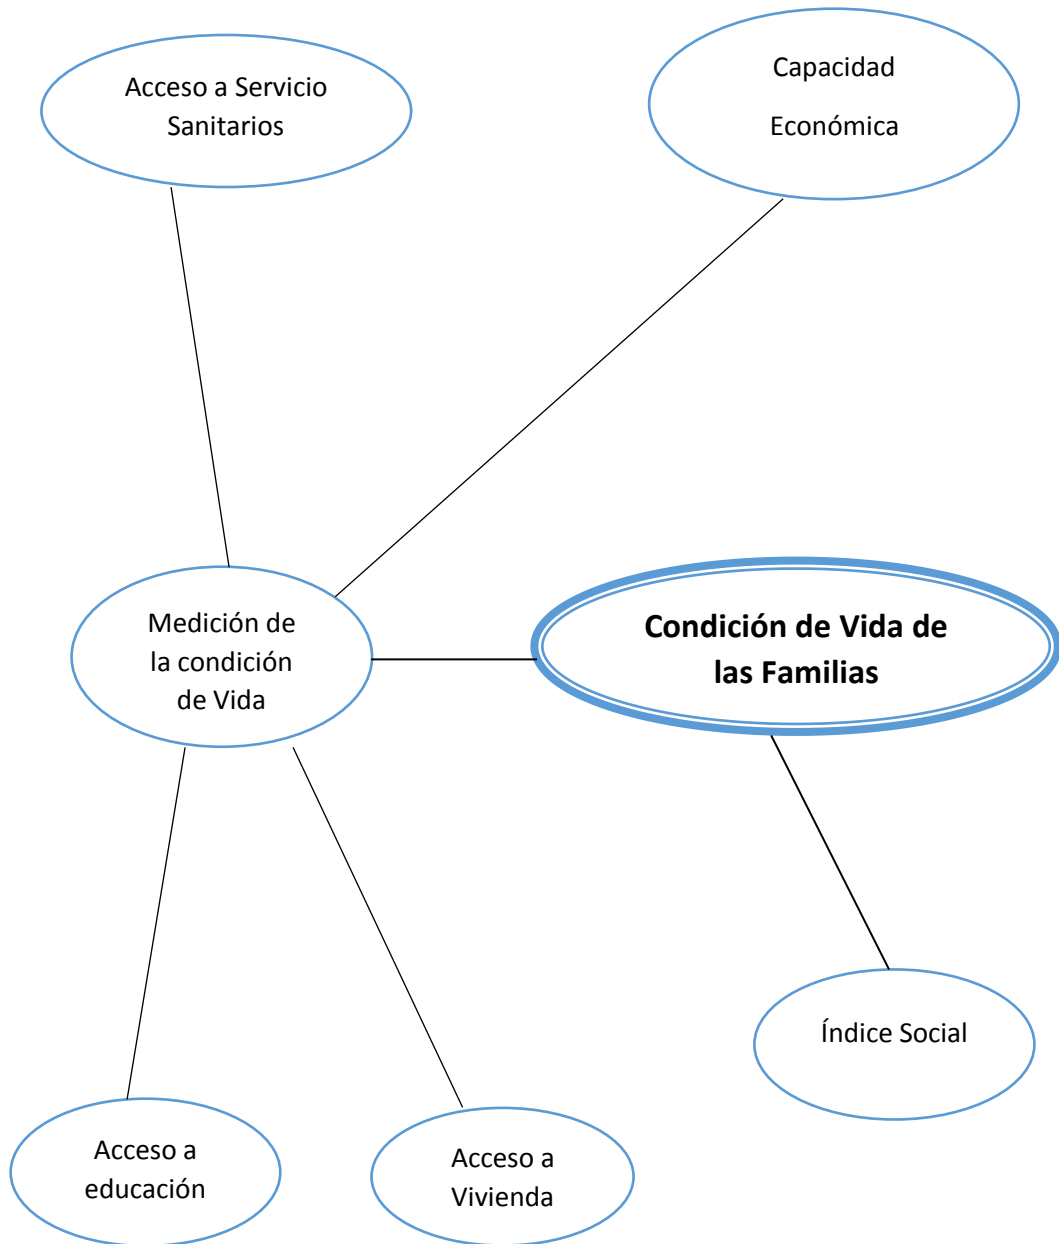 Acceso a Servicio
Sanitarios
Capacidad
Económica
Medición de
la condición
de Vida
Condición de Vida de
las Familias
Índice Social
Acceso a
educación
Acceso a
Vivienda